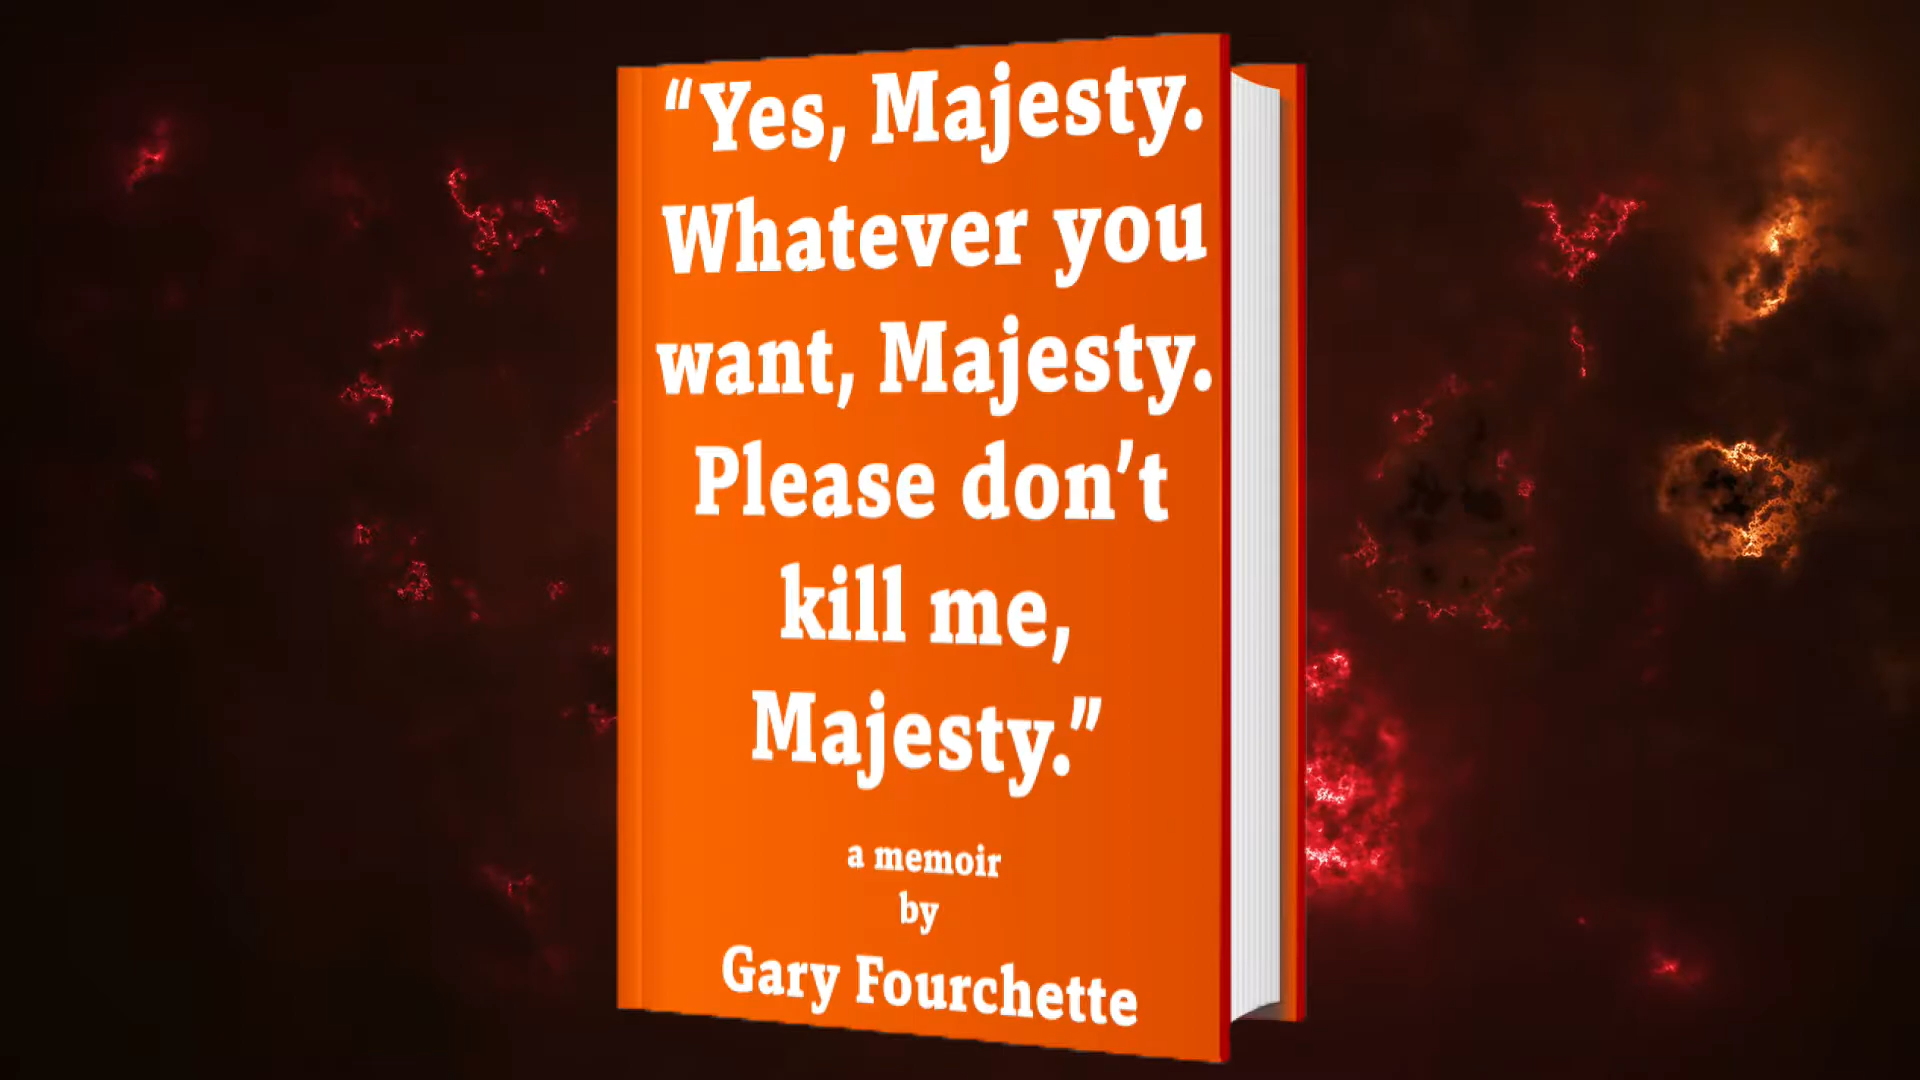 “Yes, Majesty.
Whatever you
want, Majesty.
Please don’t
kill me,
Majesty.”
a memoir
by
Gary Fourchette